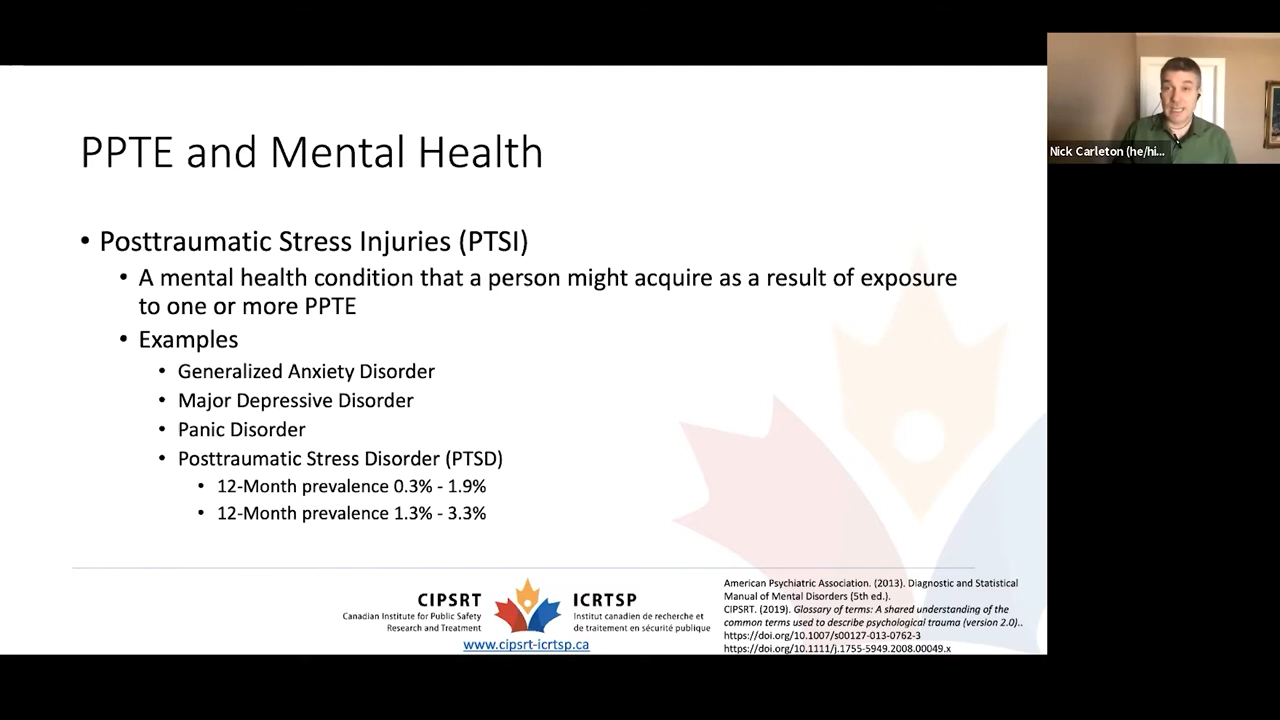 PPTE and Mental Health
• Posttraumatic Stress Injuries (PTSI)
• A mental health condition that a person might acquire as a result of exposure
to one or more PPTE
• Examples
• Generalized Anxiety Disorder
• Major Depressive Disorder
• Panic Disorder
• Posttraumatic Stress Disorder (PTSD)
• 12-Month prevalence 0.3% - 1.9%
• 12-Month prevalence 1.3% - 3.3%
CIPSRT
Canadian Institute for Public Safety
Research and Treatment
ICRTSP
Institut canadien de recherche et
de traitement en sécurité publique
www.cipsrt-icrtsp.ca
American Psychiatric Association. (2013). Diagnostic and Statistical
Manual of Mental Disorders (5th ed.).
CIPSRT. (2019). Glossary of terms: A shared understanding of the
common terms used to describe psychological trauma (version 2.0)..
https://doi.org/10.1007/s00127-013-0762-3
https://doi.org/10.1111/j.1755-5949.2008.00049.x
Nick Carleton (he/hi...